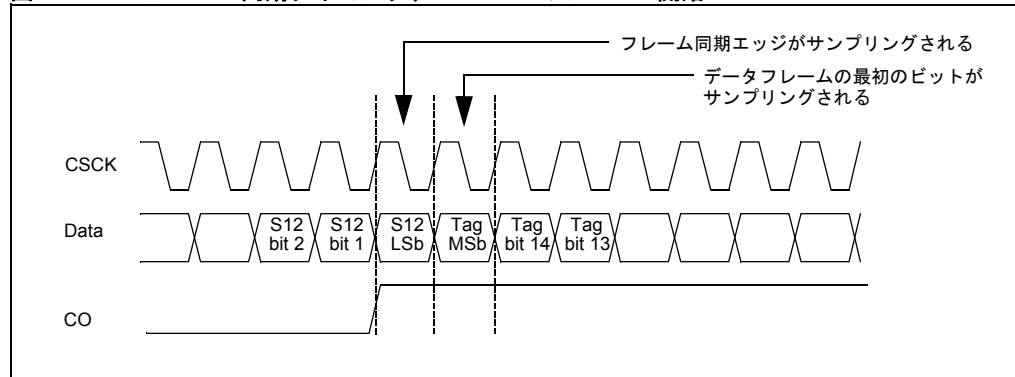 フレーム同期エッジがサンプリングされる
データフレームの最初のビットが
サンプリングされる
CSCK
Data
S12 bit 2
S12 bit 1
S12 LSb
Tag MSb
Tag bit 14
Tag bit 13
CO